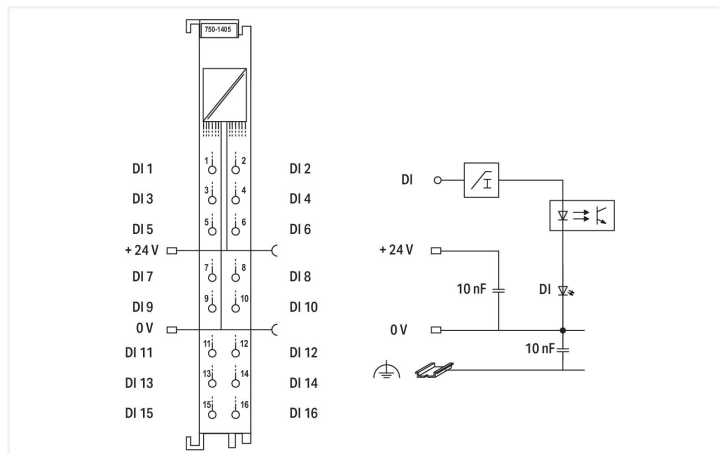 750-1405
1 2
DI 1 DI 2
3 4
DI 3 DI 4
5 6
DI 5 DI 6
+ 24 V
7 8
DI 7 DI 8
9 10
DI 9 DI 10
0 V
11 12
DI 11 DI 12
13 14
DI 13 DI 14
15 16
DI 15 DI 16
DI
I
+ 24 V
10 nF DI
0 V
10 nF